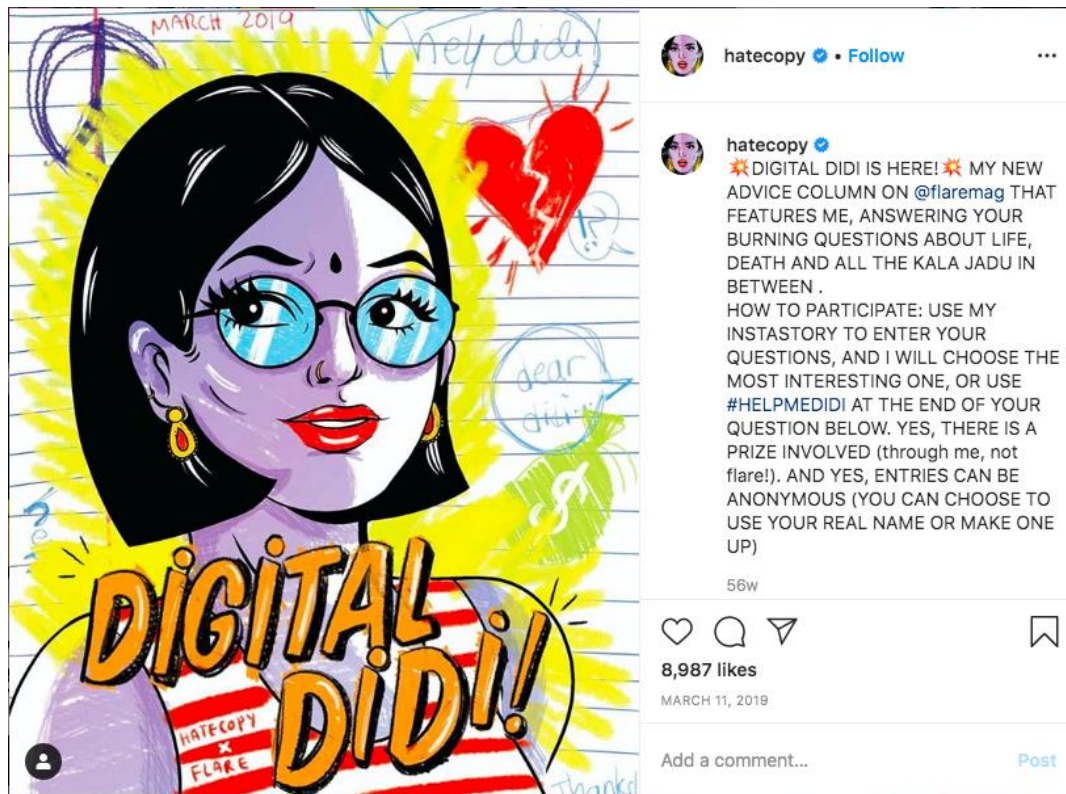 MARCH 2019
hey didi
!?
dear
didi
$
DIGITAL
DIDI!
HATECOPY
X
FLARE
Thanks
hatecopy • Follow
...
hatecopy
💥DIGITAL DIDI IS HERE!💥 MY NEW
ADVICE COLUMN ON @flaremag THAT
FEATURES ME, ANSWERING YOUR
BURNING QUESTIONS ABOUT LIFE,
DEATH AND ALL THE KALA JADU IN
BETWEEN .
HOW TO PARTICIPATE: USE MY
INSTASTORY TO ENTER YOUR
QUESTIONS, AND I WILL CHOOSE THE
MOST INTERESTING ONE, OR USE
#HELPMEDIDI AT THE END OF YOUR
QUESTION BELOW. YES, THERE IS A
PRIZE INVOLVED (through me, not
flare!). AND YES, ENTRIES CAN BE
ANONYMOUS (YOU CAN CHOOSE TO
USE YOUR REAL NAME OR MAKE ONE
UP)
56w
8,987 likes
MARCH 11, 2019
Add a comment...
Post